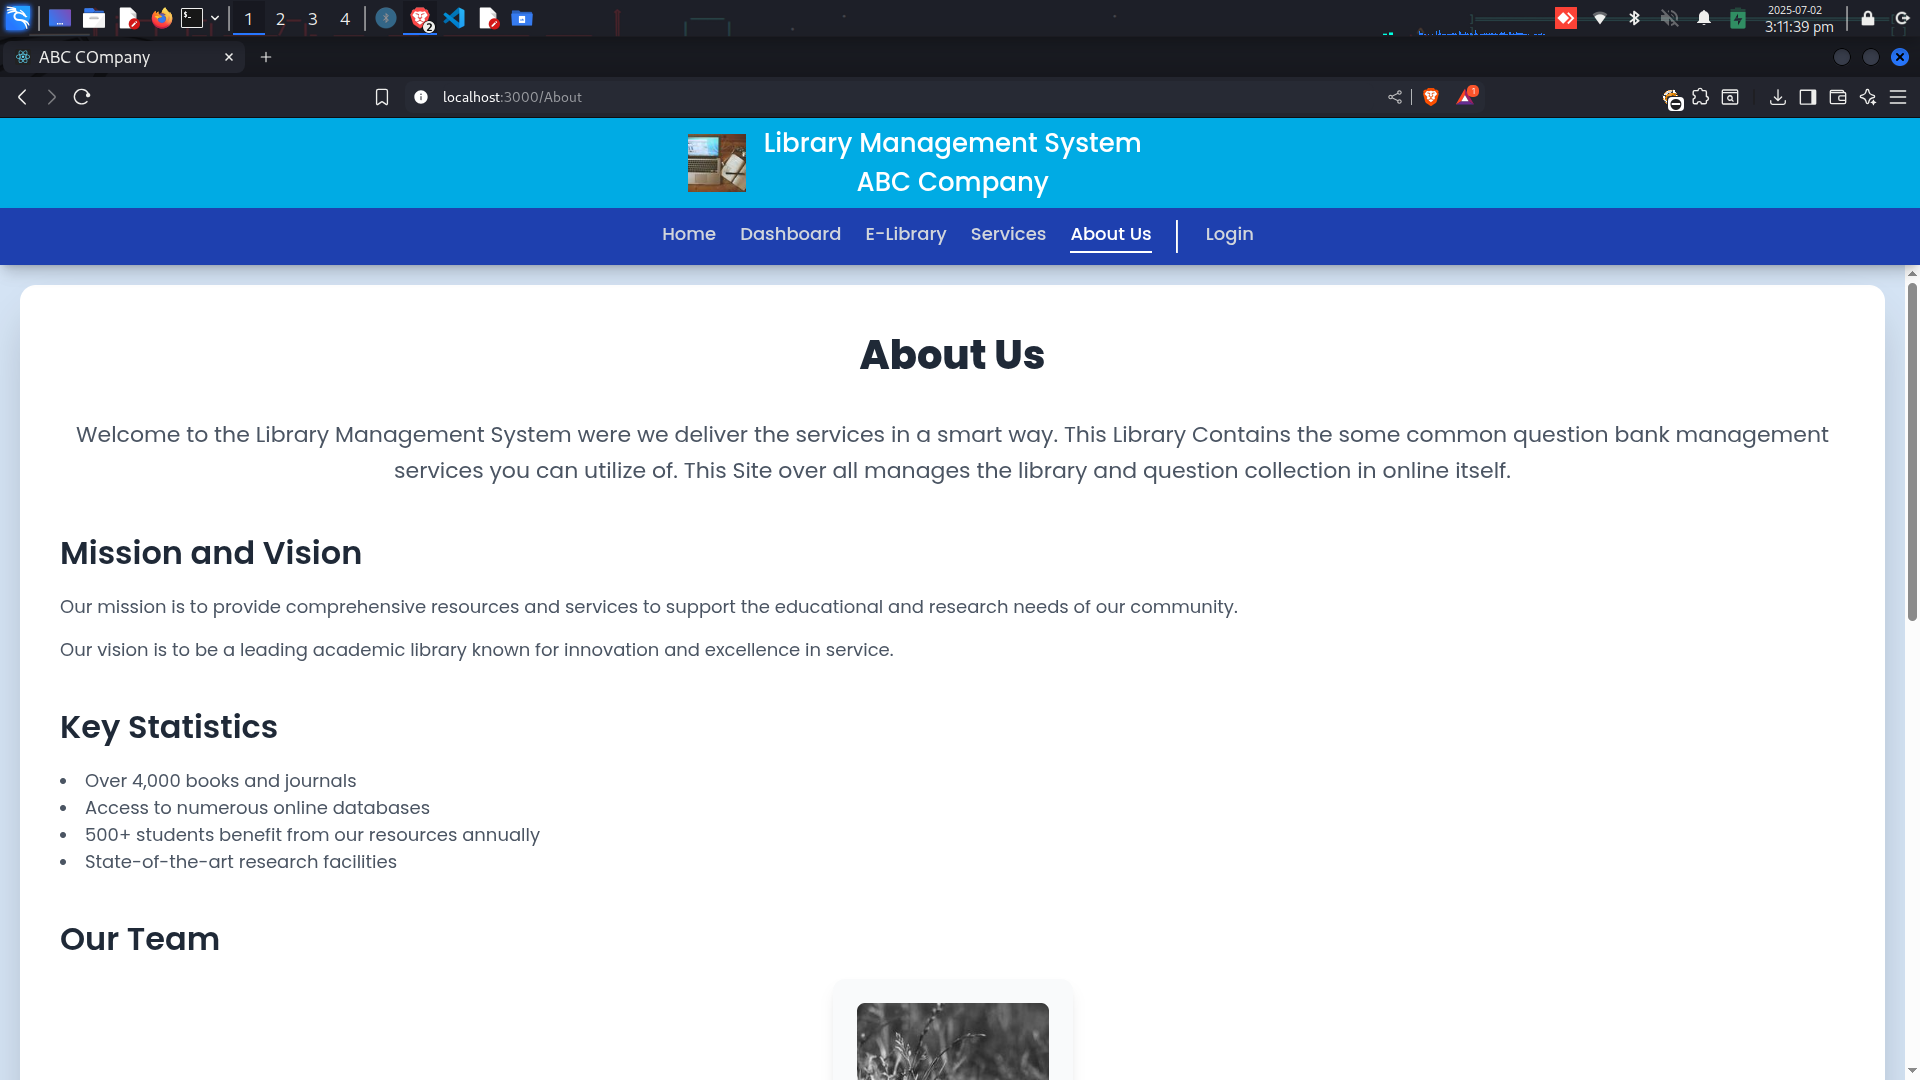 1 2 3 4
2
2025-07-02
3:11:39 pm
ABC COmpany
localhost:3000/About
1
Library Management System
ABC Company
Home Dashboard E-Library Services About Us Login
About Us
Welcome to the Library Management System were we deliver the services in a smart way. This Library Contains the some common question bank management
services you can utilize of. This Site over all manages the library and question collection in online itself.
Mission and Vision
Our mission is to provide comprehensive resources and services to support the educational and research needs of our community.
Our vision is to be a leading academic library known for innovation and excellence in service.
Key Statistics
• Over 4,000 books and journals
• Access to numerous online databases
• 500+ students benefit from our resources annually
• State-of-the-art research facilities
Our Team